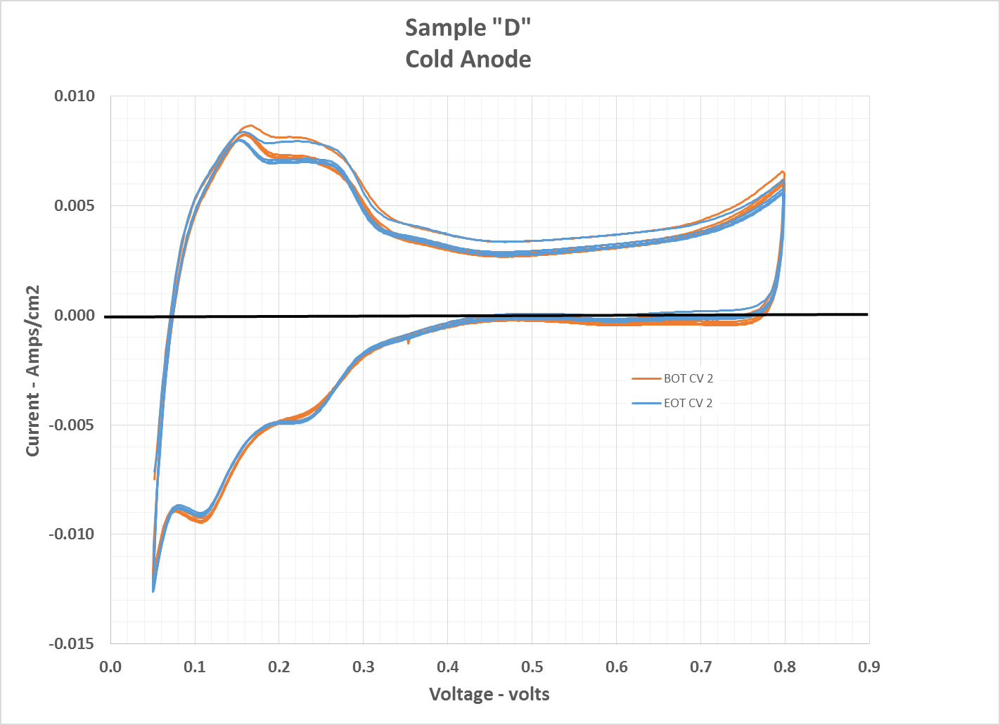 Sample "D"
Cold Anode
0.010
0.005
0.000
-0.005
-0.010
-0.015
Current - Amps/cm2
BOT CV 2
EOT CV 2
0.0 0.1 0.2 0.3 0.4 0.5 0.6 0.7 0.8 0.9
Voltage - volts